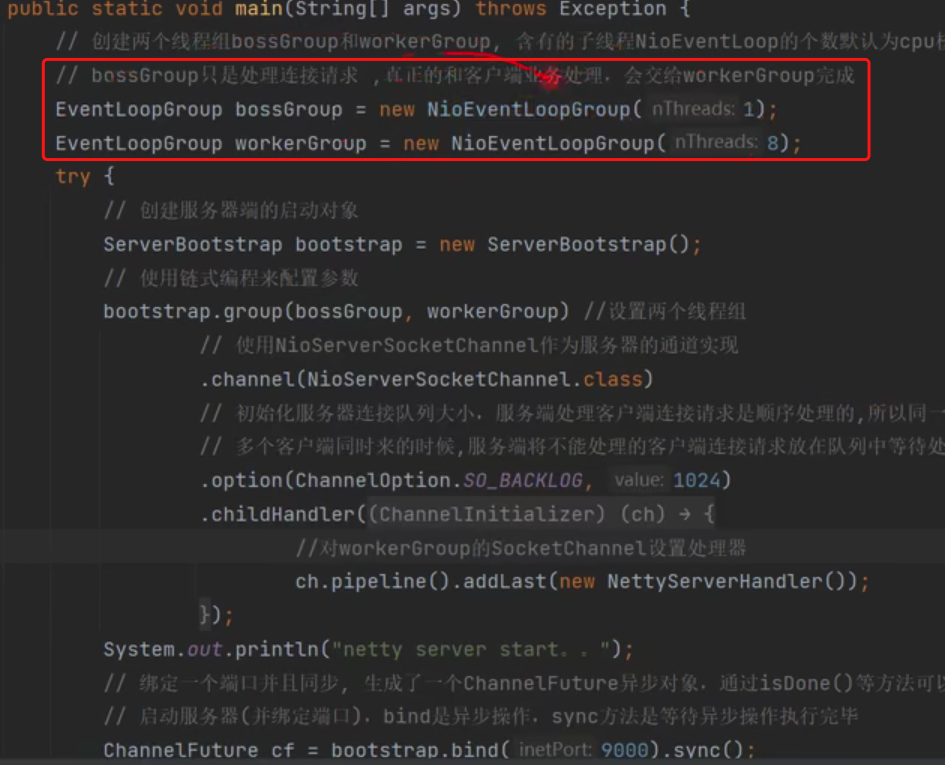 public static void main(String[] args) throws Exception {
// 创建两个线程组bossGroup和workerGroup, 含有的子线程NioEventLoop的个数默认为cpu
// bossGroup只是处理连接请求 ,真正的和客户端业务处理，会交给workerGroup完成
EventLoopGroup bossGroup = new NioEventLoopGroup( nThreads: 1);
EventLoopGroup workerGroup = new NioEventLoopGroup( nThreads: 8);
try {
// 创建服务器端的启动对象
ServerBootstrap bootstrap = new ServerBootstrap();
// 使用链式编程来配置参数
bootstrap.group(bossGroup, workerGroup) //设置两个线程组
// 使用NioServerSocketChannel作为服务器的通道实现
.channel(NioServerSocketChannel.class)
// 初始化服务器连接队列大小，服务端处理客户端连接请求是顺序处理的,所以同一
// 多个客户端同时来的时候,服务端将不能处理的客户端连接请求放在队列中等待处
.option(ChannelOption.SO_BACKLOG, value: 1024)
.childHandler((ChannelInitializer) (ch) → {
//对workerGroup的SocketChannel设置处理器
ch.pipeline().addLast(new NettyServerHandler());
});
System.out.println("netty server start。。");
// 绑定一个端口并且同步, 生成了一个ChannelFuture异步对象，通过isDone()等方法可以
// 启动服务器(并绑定端口)，bind是异步操作，sync方法是等待异步操作执行完毕
ChannelFuture cf = bootstrap.bind( inetPort: 9000).sync();